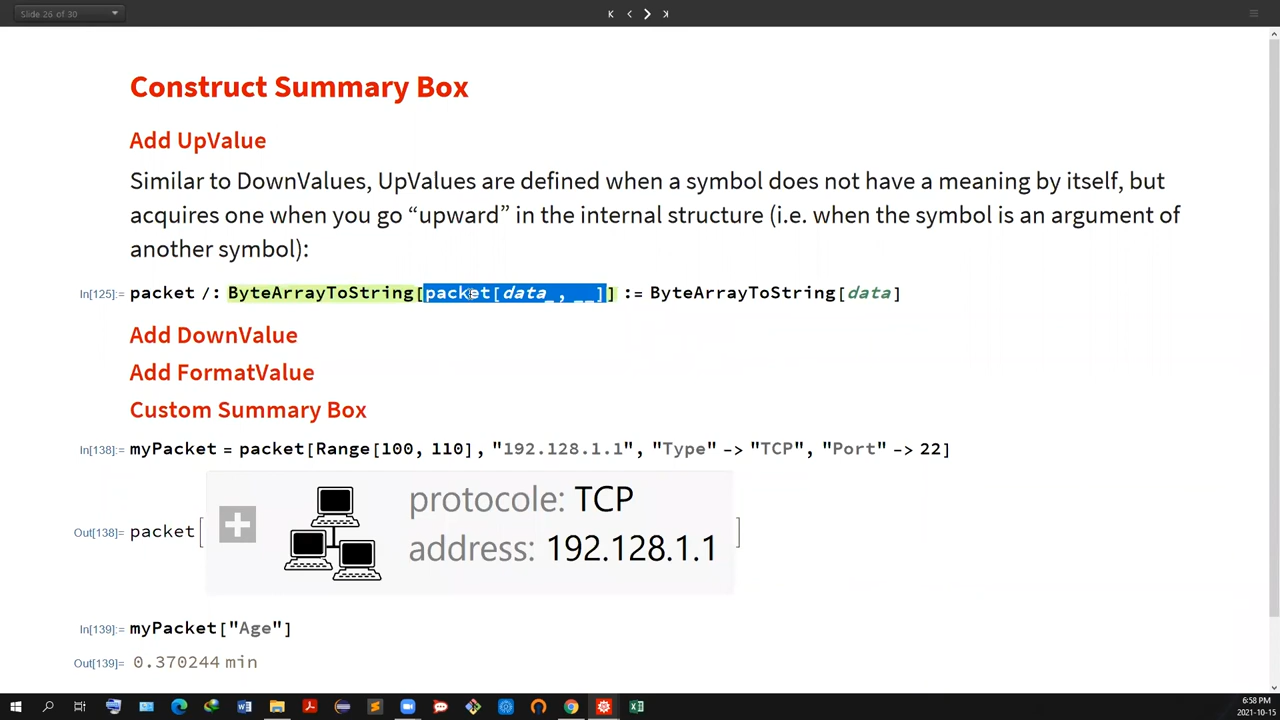 Slide 26 of 30
Construct Summary Box
Add UpValue
Similar to DownValues, UpValues are defined when a symbol does not have a meaning by itself, but
acquires one when you go “upward” in the internal structure (i.e. when the symbol is an argument of
another symbol):
In[125]:= packet /: ByteArrayToString[packet[data_, __]] := ByteArrayToString[data]
Add DownValue
Add FormatValue
Custom Summary Box
In[138]:= myPacket = packet[Range[100, 110], "192.128.1.1", "Type" -> "TCP", "Port" -> 22]
protocole: TCP
Out[138]= packet[ ]
address: 192.128.1.1
In[139]:= myPacket["Age"]
Out[139]= 0.370244 min
6:58 PM
2021-10-15